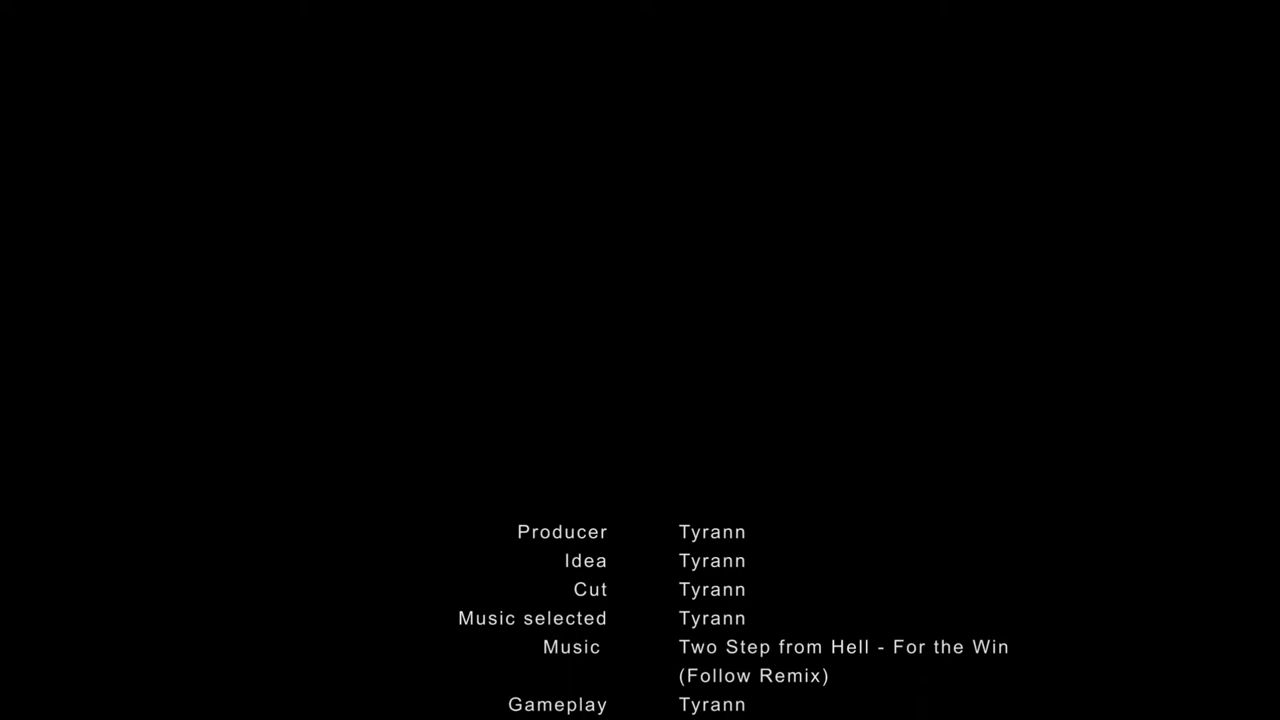 Producer Tyrann
Idea Tyrann
Cut Tyrann
Music selected Tyrann
Music Two Step from Hell - For the Win
(Follow Remix)
Gameplay Tyrann